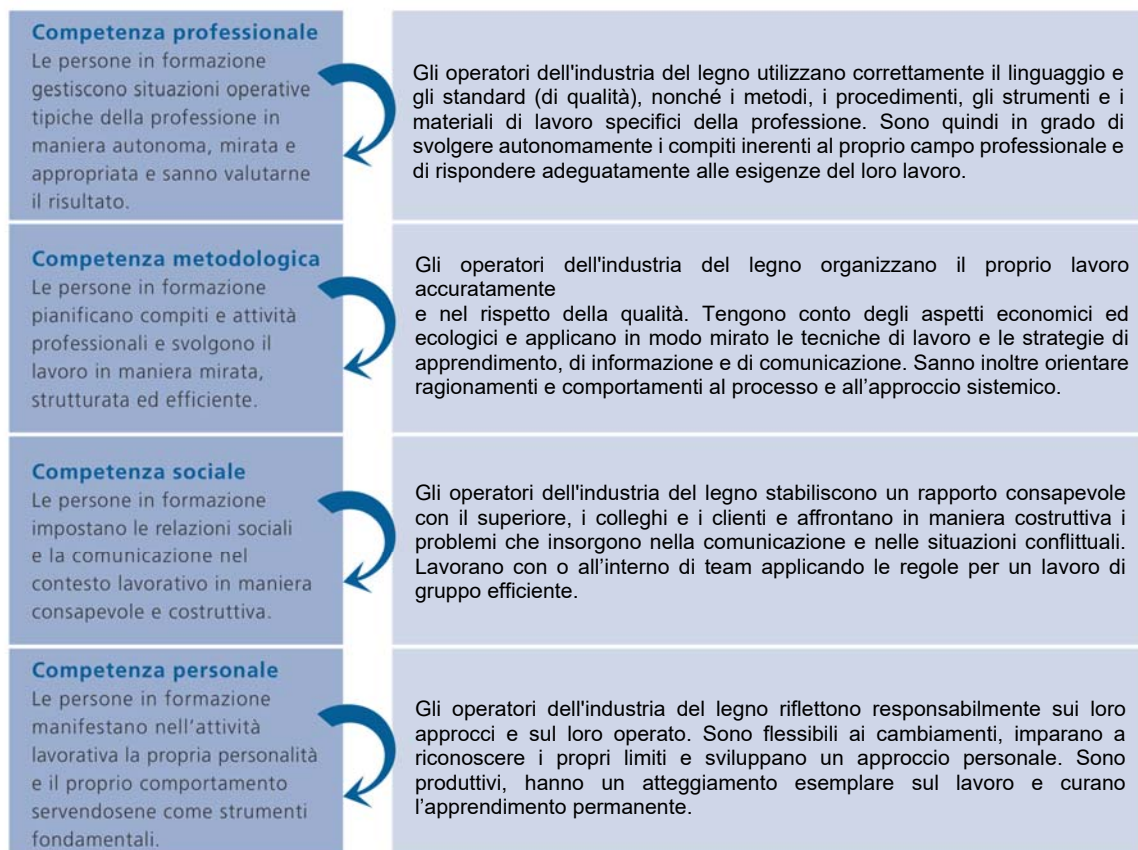 Competenza professionale
Le persone in formazione
gestiscono situazioni operative
tipiche della professione in
maniera autonoma, mirata e
appropriata e sanno valutarne
il risultato.
Gli operatori dell'industria del legno utilizzano correttamente il linguaggio e
gli standard (di qualità), nonché i metodi, i procedimenti, gli strumenti e i
materiali di lavoro specifici della professione. Sono quindi in grado di
svolgere autonomamente i compiti inerenti al proprio campo professionale e
di rispondere adeguatamente alle esigenze del loro lavoro.
Competenza metodologica
Le persone in formazione
pianificano compiti e attività
professionali e svolgono il
lavoro in maniera mirata,
strutturata ed efficiente.
Gli operatori dell'industria del legno organizzano il proprio lavoro
accuratamente
e nel rispetto della qualità. Tengono conto degli aspetti economici ed
ecologici e applicano in modo mirato le tecniche di lavoro e le strategie di
apprendimento, di informazione e di comunicazione. Sanno inoltre orientare
ragionamenti e comportamenti al processo e all’approccio sistemico.
Competenza sociale
Le persone in formazione
impostano le relazioni sociali
e la comunicazione nel
contesto lavorativo in maniera
consapevole e costruttiva.
Gli operatori dell'industria del legno stabiliscono un rapporto consapevole
con il superiore, i colleghi e i clienti e affrontano in maniera costruttiva i
problemi che insorgono nella comunicazione e nelle situazioni conflittuali.
Lavorano con o all’interno di team applicando le regole per un lavoro di
gruppo efficiente.
Competenza personale
Le persone in formazione
manifestano nell’attività
lavorativa la propria personalità
e il proprio comportamento
servendosene come strumenti
fondamentali.
Gli operatori dell'industria del legno riflettono responsabilmente sui loro
approcci e sul loro operato. Sono flessibili ai cambiamenti, imparano a
riconoscere i propri limiti e sviluppano un approccio personale. Sono
produttivi, hanno un atteggiamento esemplare sul lavoro e curano
l’apprendimento permanente.